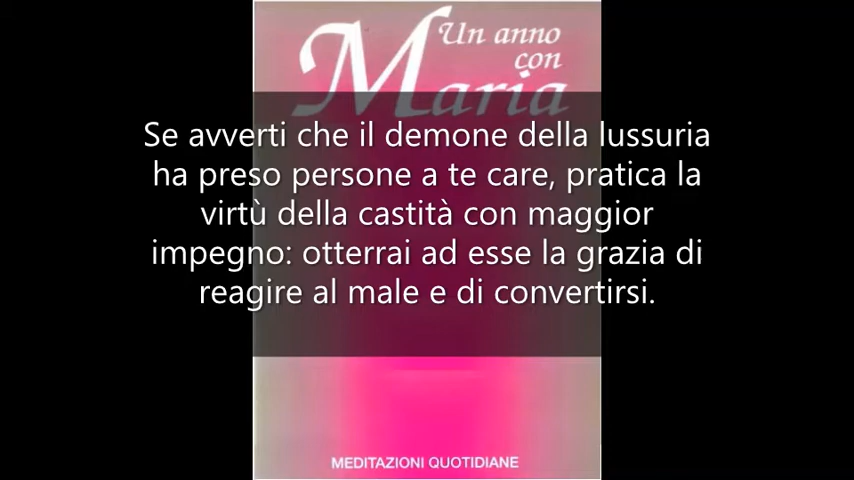 Un anno
con
Maria
Se avverti che il demone della lussuria
ha preso persone a te care, pratica la
virtù della castità con maggior
impegno: otterrai ad esse la grazia di
reagire al male e di convertirsi.
MEDITAZIONI QUOTIDIANE